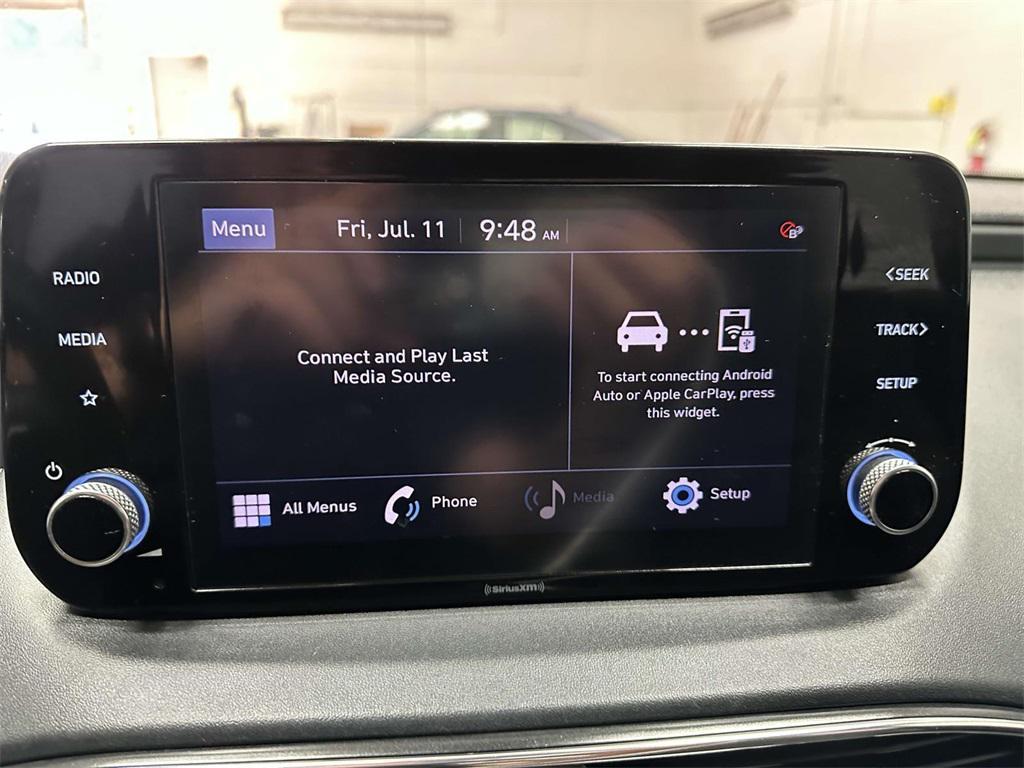 Menu
Fri, Jul. 11
9:48 AM
RADIO
MEDIA
<SEEK
TRACK>
SETUP
Connect and Play Last
Media Source.
To start connecting Android
Auto or Apple CarPlay, press
this widget.
All Menus
Phone
Media
Setup
((SiriusXM))